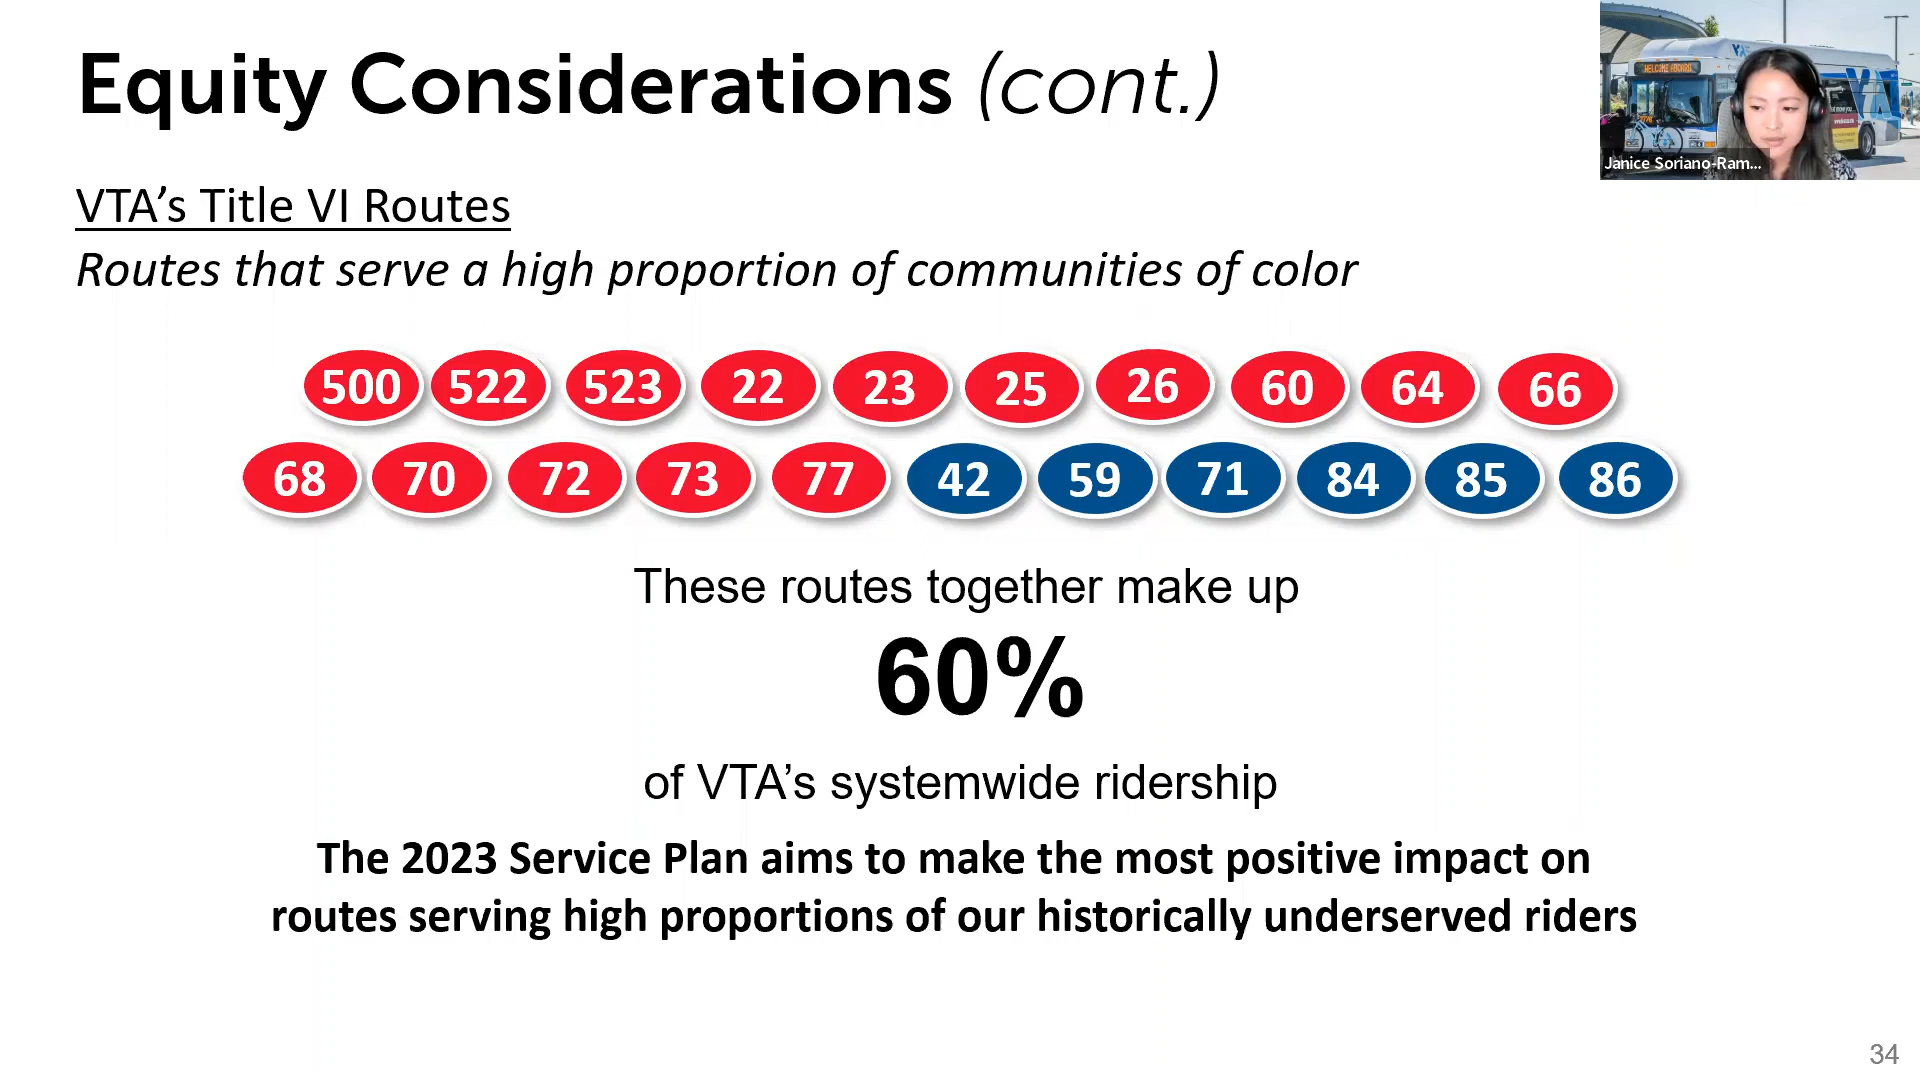 Equity Considerations (cont.)
WELCOME ABOARD
Janice Soriano-Ram...
VTA’s Title VI Routes
Routes that serve a high proportion of communities of color
500 522 523 22 23 25 26 60 64 66
68 70 72 73 77 42 59 71 84 85 86
These routes together make up
60%
of VTA’s systemwide ridership
The 2023 Service Plan aims to make the most positive impact on
routes serving high proportions of our historically underserved riders
34